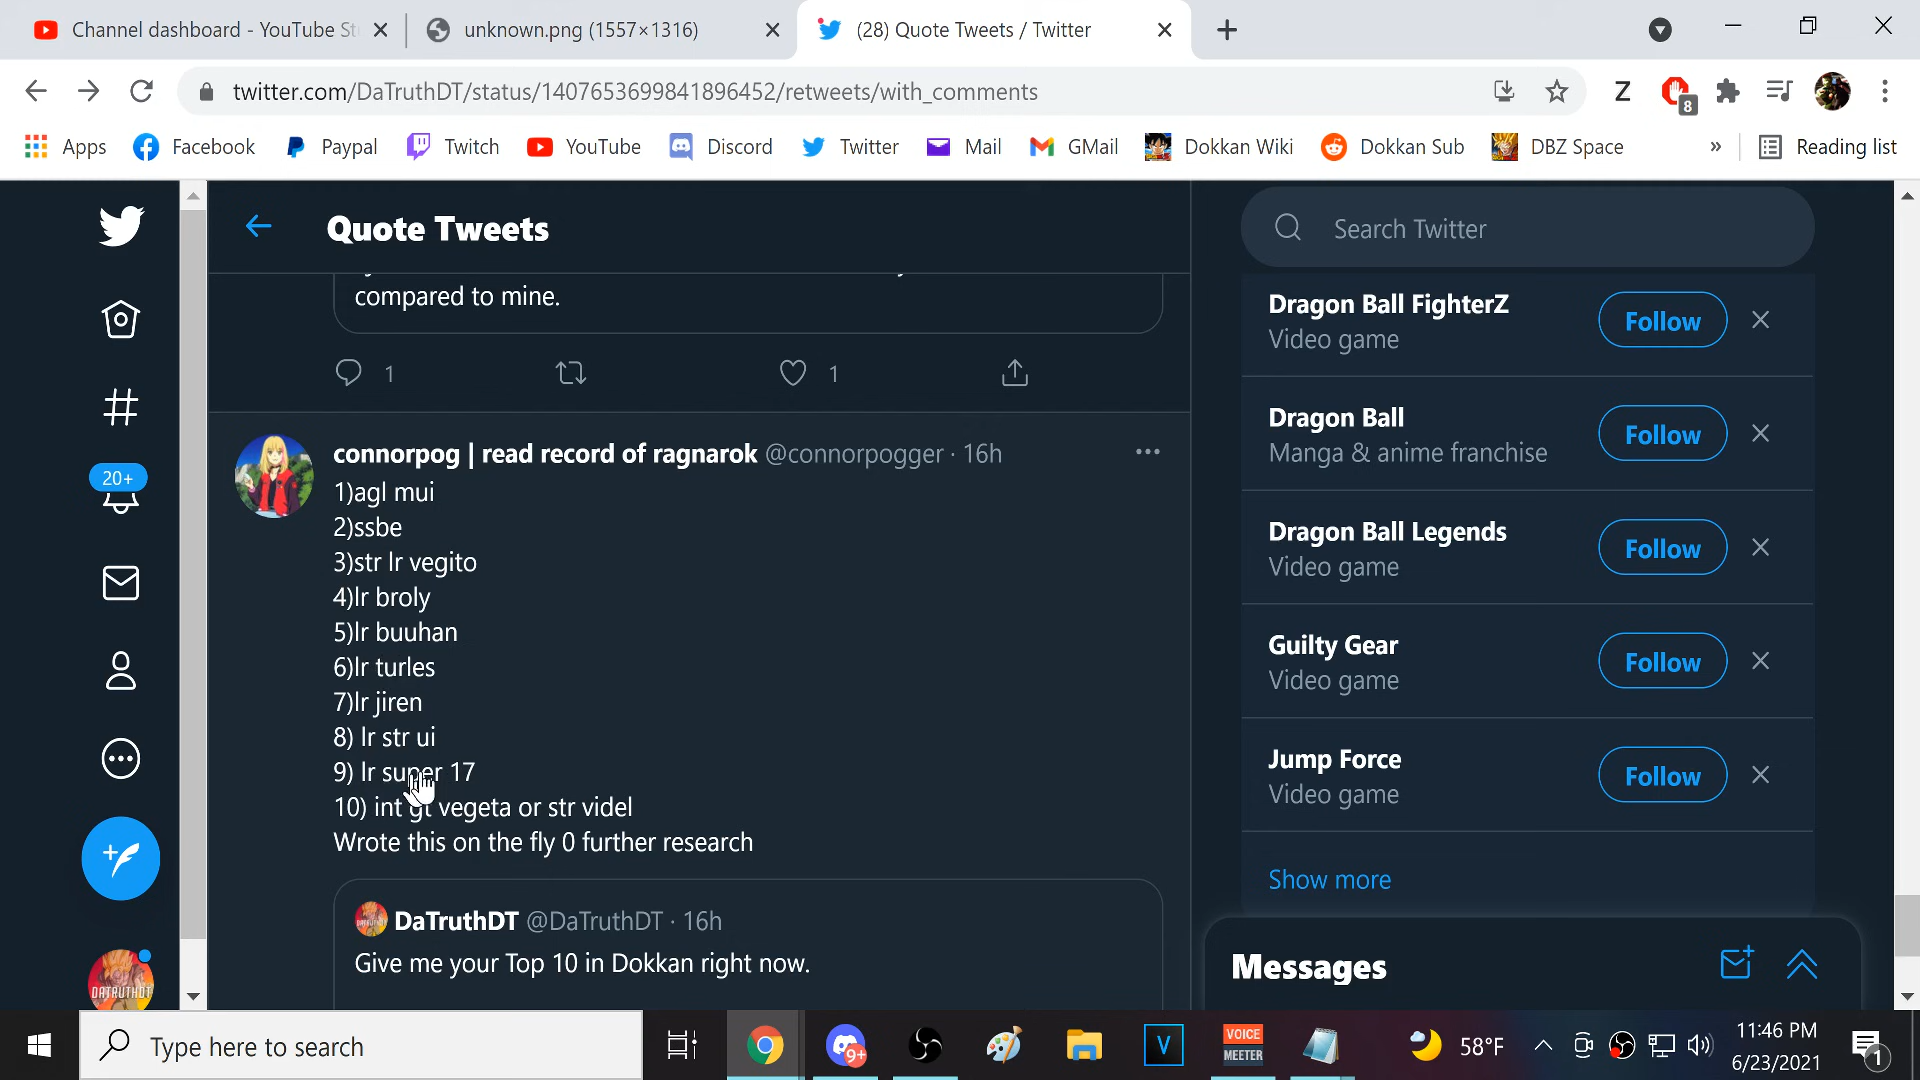 Channel dashboard - YouTube St
unknown.png (1557×1316)
(28) Quote Tweets / Twitter
twitter.com/DaTruthDT/status/1407653699841896452/retweets/with_comments
Z
8
Apps
Facebook
Paypal
Twitch
YouTube
Discord
Twitter
Mail
GMail
Dokkan Wiki
Dokkan Sub
DBZ Space
»
Reading list
Quote Tweets
compared to mine.
1
1
connorpog | read record of ragnarok @connorpogger · 16h
1)agl mui
2)ssbe
3)str lr vegito
4)lr broly
5)lr buuhan
6)lr turles
7)lr jiren
8) lr str ui
9) lr super 17
10) int gt vegeta or str videl
Wrote this on the fly 0 further research
DaTruthDT @DaTruthDT · 16h
Give me your Top 10 in Dokkan right now.
20+
DATRUTHDT
Search Twitter
Dragon Ball FighterZ
Video game
Follow
Dragon Ball
Manga & anime franchise
Follow
Dragon Ball Legends
Video game
Follow
Guilty Gear
Video game
Follow
Jump Force
Video game
Follow
Show more
Messages
Type here to search
9+
V
VOICE
MEETER
58°F
11:46 PM
6/23/2021
1